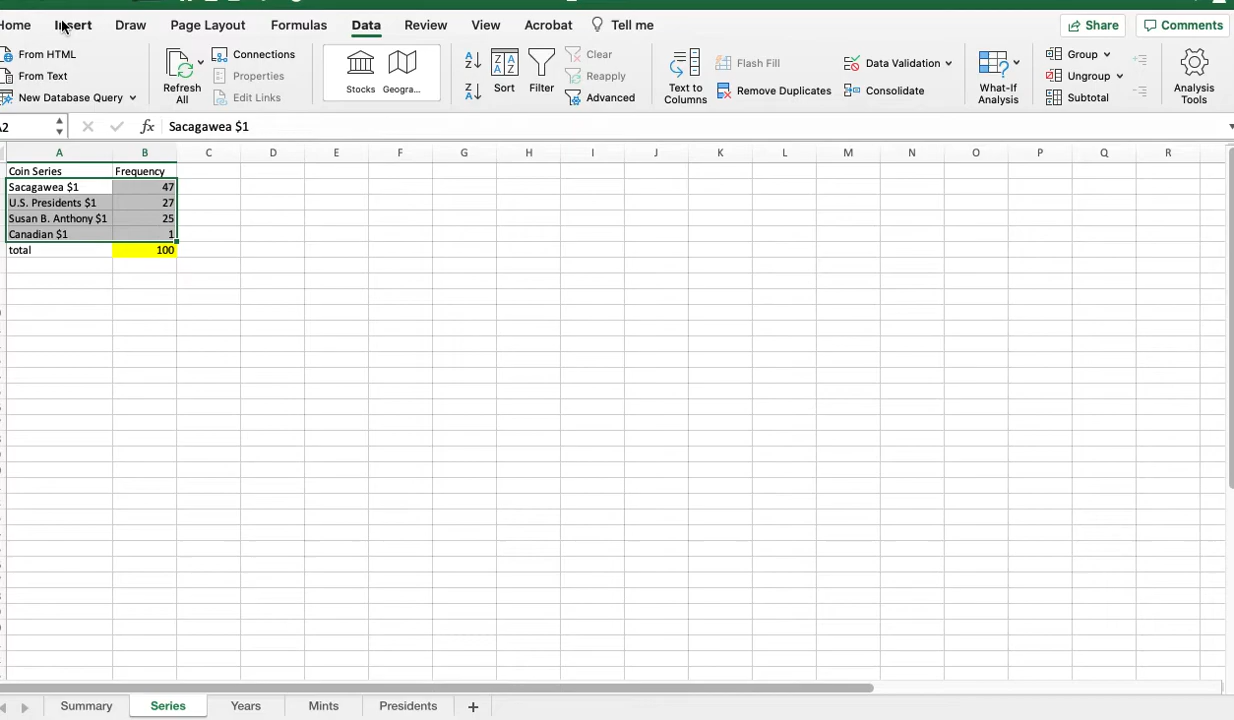 Home Insert Draw Page Layout Formulas Data Review View Acrobat Tell me Share Comments
From HTML
From Text
New Database Query
Refresh All
Connections
Properties
Edit Links
Stocks Geogra...
Sort
Filter
Clear
Reapply
Advanced
Text to Columns
Flash Fill
Remove Duplicates
Data Validation
Consolidate
What-If Analysis
Group
Ungroup
Subtotal
Analysis Tools
A2 fx Sacagawea $1
A B C D E F G H I J K L M N O P Q R
Coin Series Frequency
Sacagawea $1 47
U.S. Presidents $1 27
Susan B. Anthony $1 25
Canadian $1 1
total 100
Summary Series Years Mints Presidents +